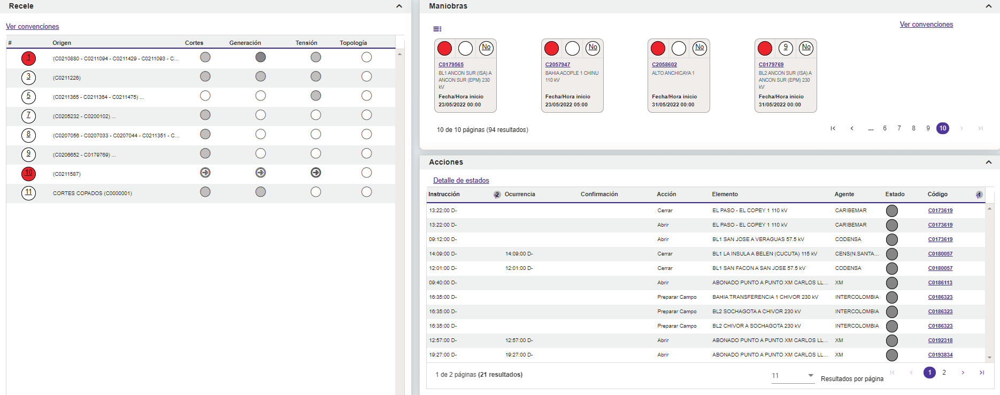 Recele
Ver convenciones
# Origen Cortes Generación Tensión Topología
1 (C0210880 - C0211094 - C0211429 - C0211093 - C...
3 (C0211226)
5 (C0211365 - C0211364 - C0211475) ...
7 (C0205232 - C0200102) ...
8 (C0207056 - C0207033 - C0207044 - C0211351 - C...
9 (C0206652 - C0179769) ...
10 (C0211587)
11 CORTES COPADOS (C0000001)
Maniobras
Ver convenciones
No
C0179565
BL1 ANCON SUR (ISA) A
ANCON SUR (EPM) 230
kV
Fecha/Hora inicio
23/05/2022 00:00
No
C2057947
BAHIA ACOPLE 1 CHINU
110 kV
Fecha/Hora inicio
23/05/2022 05:00
No
C2058602
ALTO ANCHICAYA 1
Fecha/Hora inicio
31/05/2022 00:00
9 No
C0179769
BL2 ANCON SUR (ISA) A
ANCON SUR (EPM) 230
kV
Fecha/Hora inicio
31/05/2022 00:00
10 de 10 páginas (94 resultados)
... 6 7 8 9 10
Acciones
Detalle de estados
Instrucción 2 Ocurrencia Confirmación Acción Elemento Agente Estado Código 1
13:22:00 D- Cerrar EL PASO - EL COPEY 1 110 kV CARIBEMAR C0173619
13:22:00 D- Abrir EL PASO - EL COPEY 1 110 kV CARIBEMAR C0173619
09:12:00 D- Abrir BL1 SAN JOSE A VERAGUAS 57.5 kV CODENSA C0173619
14:09:00 D- 14:09:00 D- Cerrar BL1 LA INSULA A BELEN (CUCUTA) 115 kV CENS(N.SANTA... C0180057
12:01:00 D- 12:01:00 D- Cerrar BL1 SAN FACON A SAN JOSE 57.5 kV CODENSA C0180057
09:40:00 D- Abrir ABONADO PUNTO A PUNTO XM CARLOS LL... XM C0186113
16:35:00 D- Preparar Campo BAHIA TRANSFERENCIA 1 CHIVOR 230 kV INTERCOLOMBIA C0186323
16:35:00 D- Preparar Campo BL2 SOCHAGOTA A CHIVOR 230 kV INTERCOLOMBIA C0186323
16:35:00 D- Preparar Campo BL2 CHIVOR A SOCHAGOTA 230 kV INTERCOLOMBIA C0186323
12:57:00 D- 12:57:00 D- Abrir ABONADO PUNTO A PUNTO XM CARLOS LL... XM C0192318
19:27:00 D- 19:27:00 D- Abrir ABONADO PUNTO A PUNTO XM CARLOS LL... XM C0193834
1 de 2 páginas (21 resultados)
11 Resultados por página 1 2